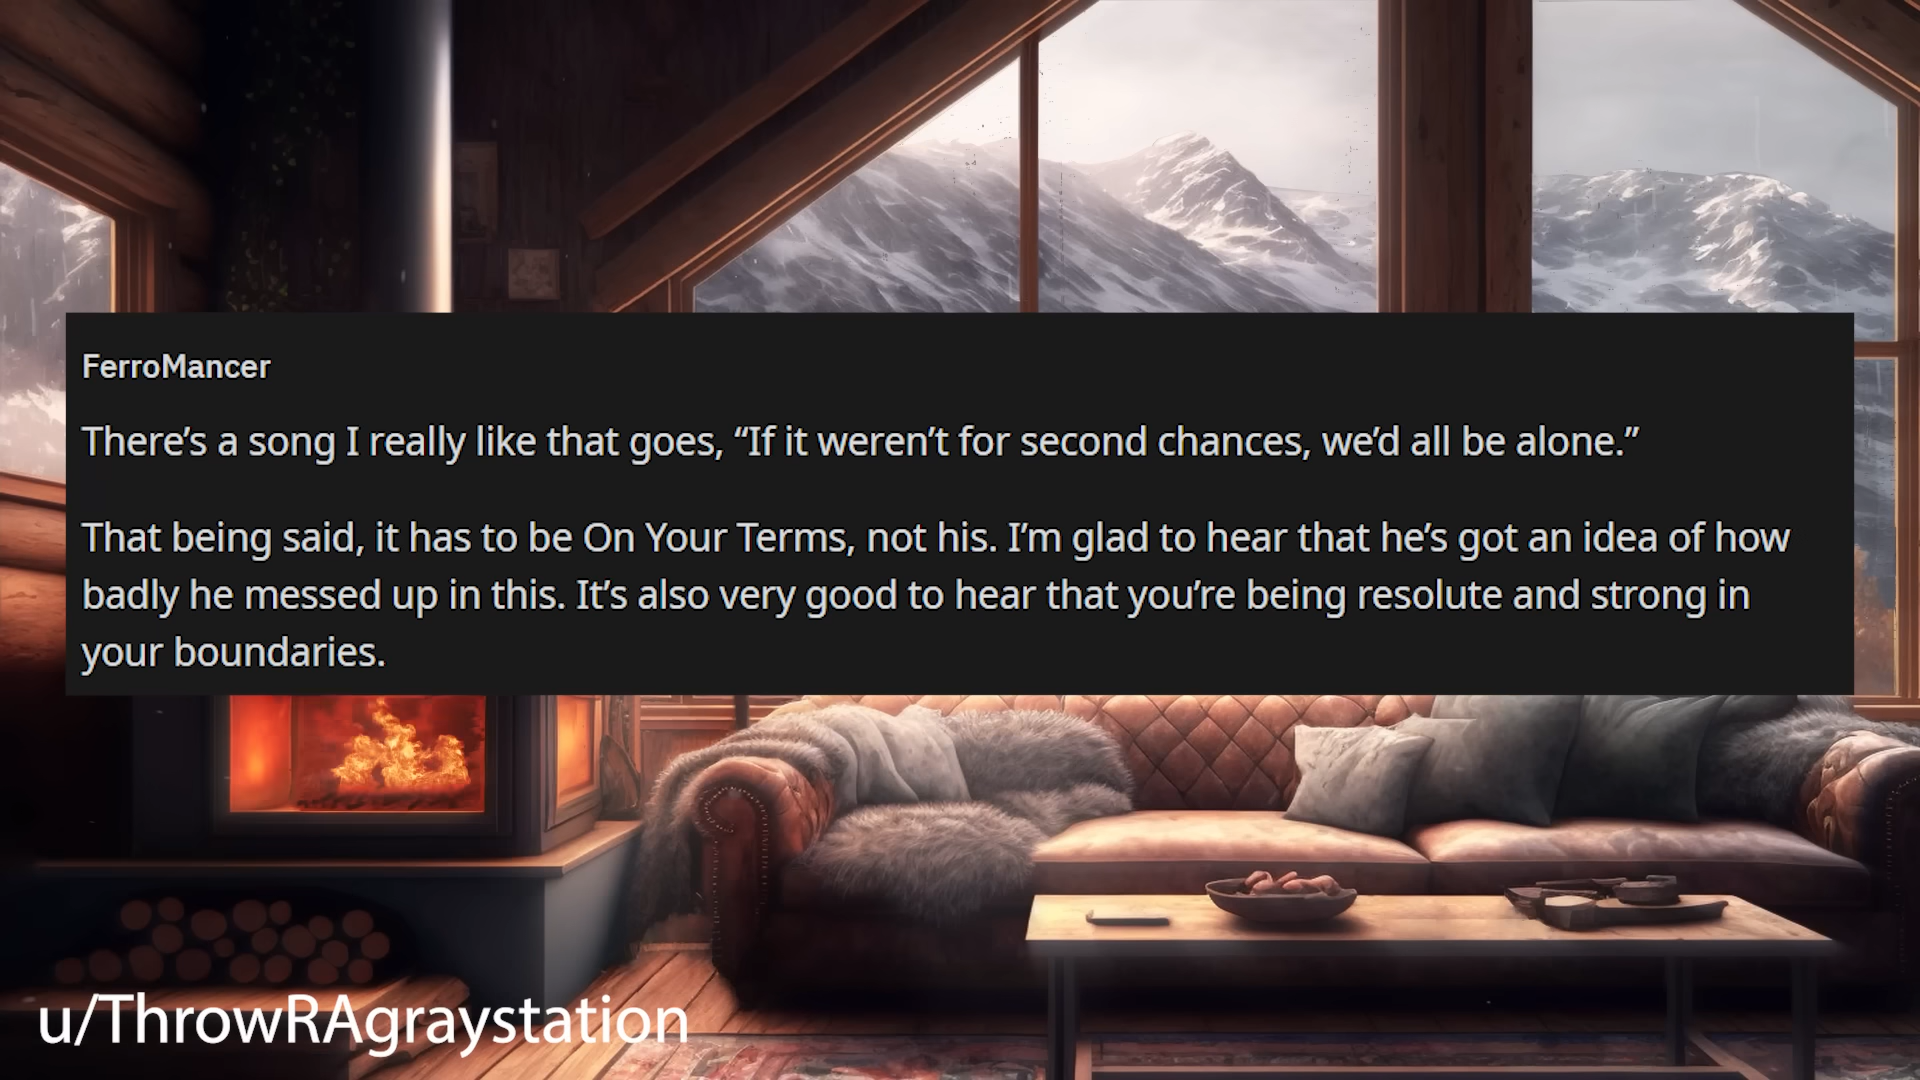 FerroMancer
There’s a song I really like that goes, “If it weren’t for second chances, we’d all be alone.”
That being said, it has to be On Your Terms, not his. I’m glad to hear that he’s got an idea of how
badly he messed up in this. It’s also very good to hear that you’re being resolute and strong in
your boundaries.
u/ThrowRAgraystation